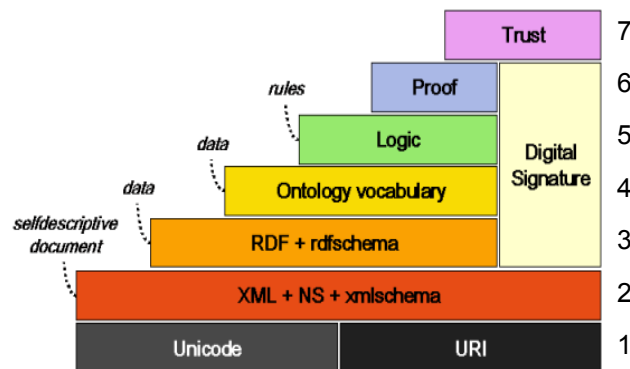 Trust 7
Proof 6
rules
Logic 5
data
Digital
Signature
Ontology vocabulary 4
data
selfdescriptive
document
RDF + rdfschema 3
XML + NS + xmlschema 2
Unicode URI 1